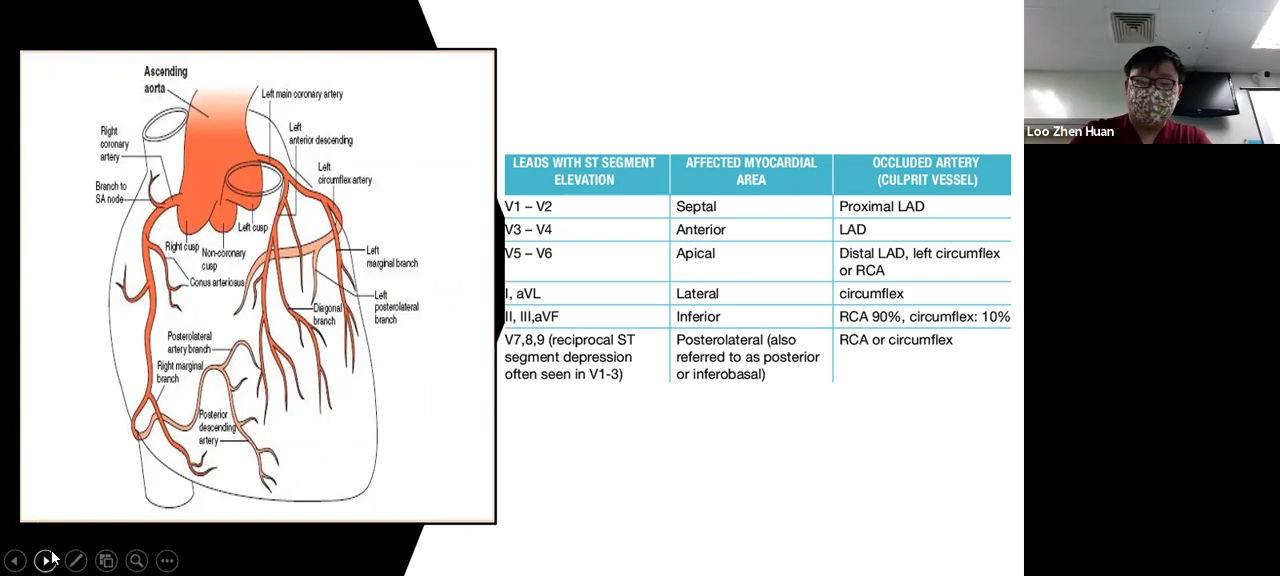 Ascending
aorta
Left main coronary artery
Left
anterior descending
Right
coronary
artery
Left
circumflex artery
Branch to
SA node
Left cusp
Right cusp
Non-coronary
cusp
Left
marginal branch
Conus arteriosus
Left
posterolateral
branch
Diagonal
branch
Posterolateral
artery branch
Right marginal
branch
Posterior
descending
artery
LEADS WITH ST SEGMENT
ELEVATION
AFFECTED MYOCARDIAL
AREA
OCCLUDED ARTERY
(CULPRIT VESSEL)
V1 – V2
Septal
Proximal LAD
V3 – V4
Anterior
LAD
V5 – V6
Apical
Distal LAD, left circumflex
or RCA
I, aVL
Lateral
circumflex
II, III,aVF
Inferior
RCA 90%, circumflex: 10%
V7,8,9 (reciprocal ST
segment depression
often seen in V1-3)
Posterolateral (also
referred to as posterior
or inferobasal)
RCA or circumflex
Loo Zhen Huan